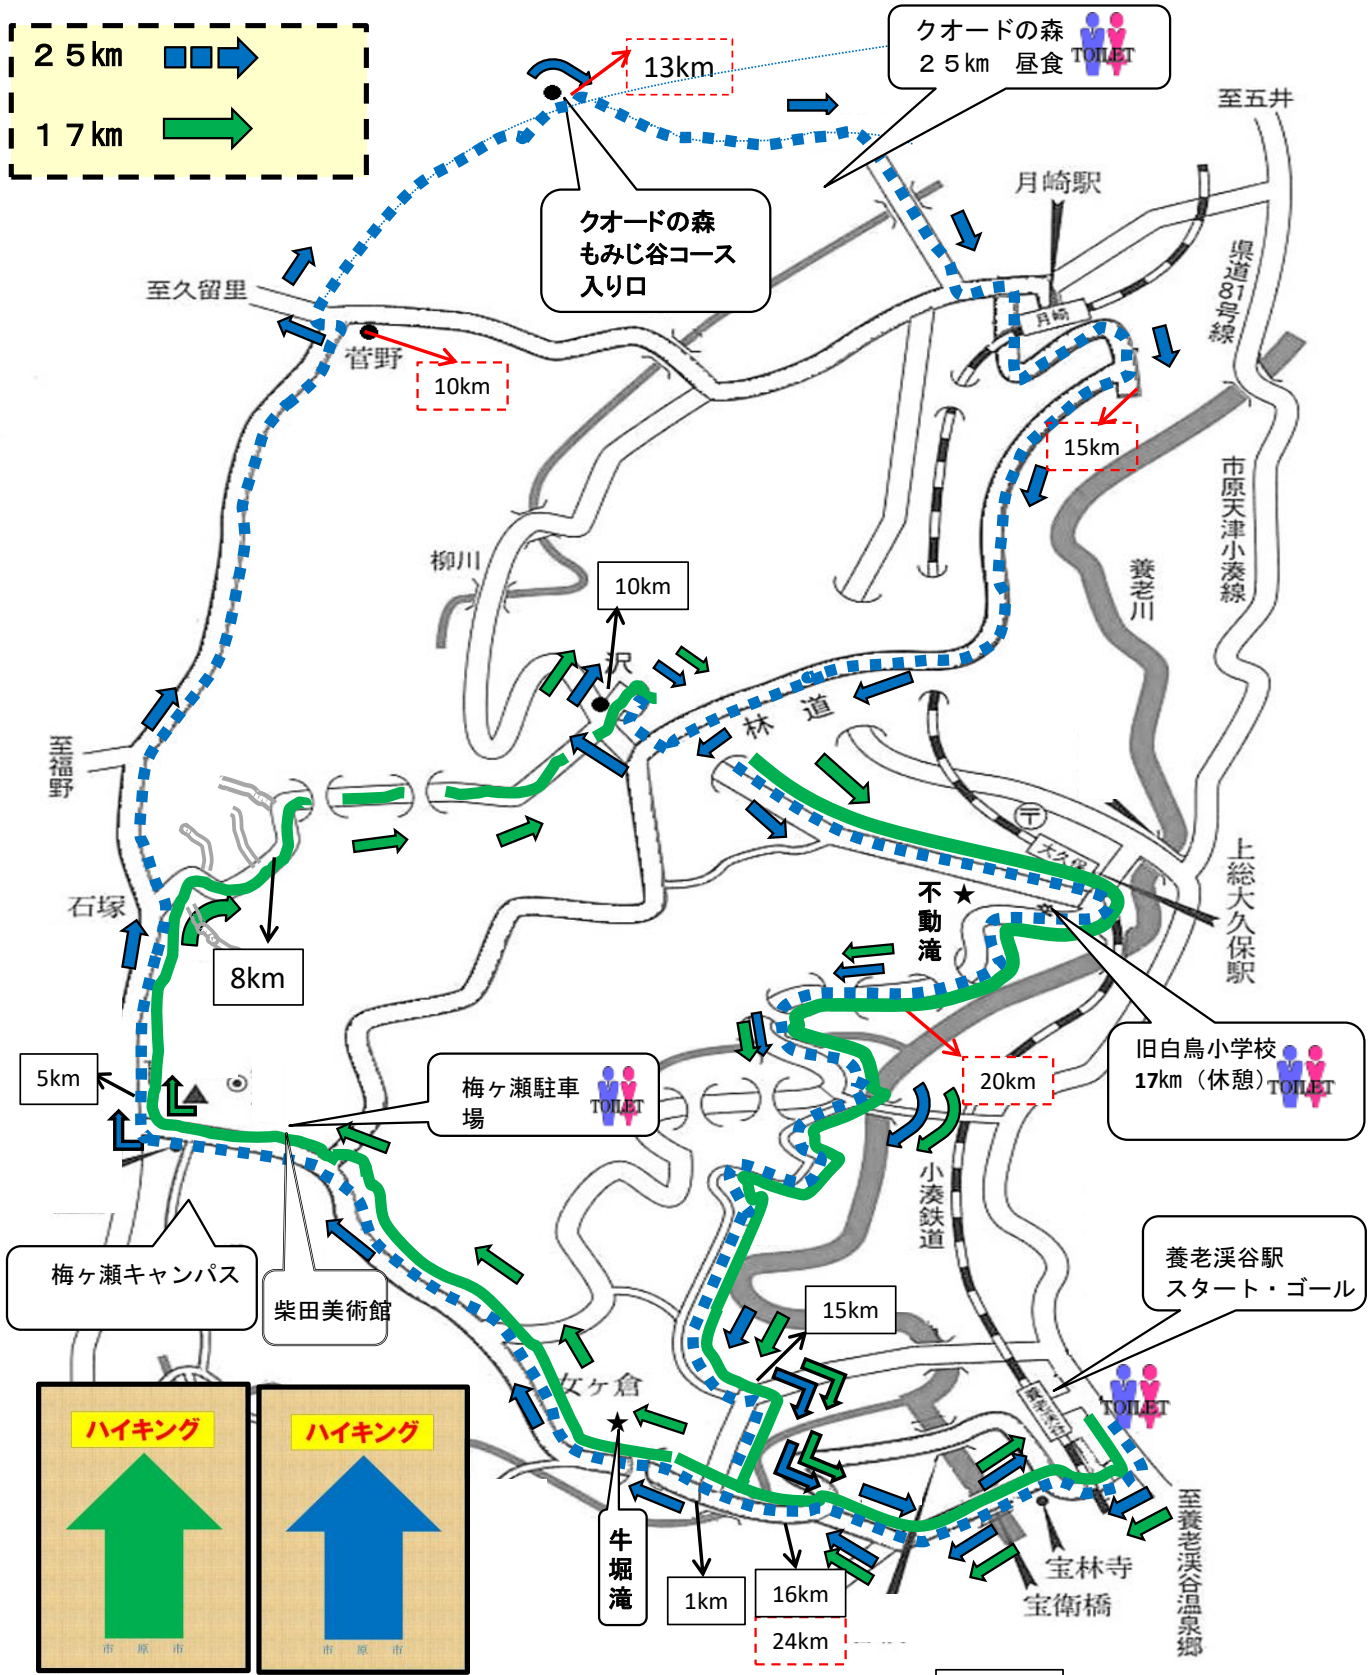 ２５㎞
１７㎞
13km
クオードの森
２５㎞　昼食
TOILET
至五井
月崎駅
クオードの森
もみじ谷コース
入り口
県道81号線
至久留里
月崎
菅野
10km
15km
市原天津小湊線
柳川
養老川
10km
沢
林道
至福野
〒
大久保
上総大久保駅
石塚
不動滝
8km
旧白鳥小学校
17㎞（休憩）
TOILET
5km
梅ヶ瀬駐車
場
TOILET
20km
小湊鉄道
梅ヶ瀬キャンパス
柴田美術館
養老渓谷駅
スタート・ゴール
15km
女ヶ倉
TOILET
養老渓谷
ハイキング
市原市
ハイキング
市原市
牛堀滝
1km
16km
24km
宝林寺
宝衛橋
至養老渓谷温泉郷